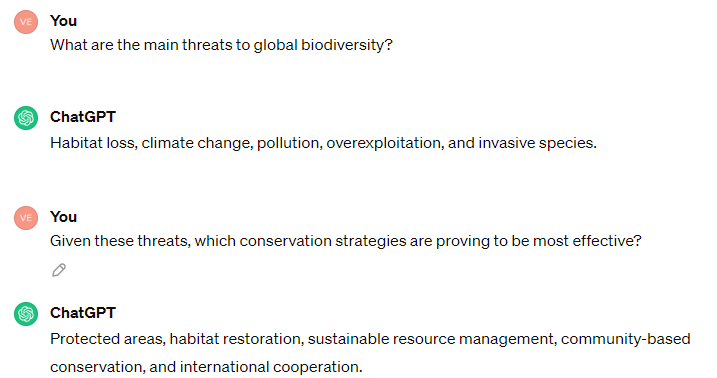 VE You
What are the main threats to global biodiversity?
ChatGPT
Habitat loss, climate change, pollution, overexploitation, and invasive species.
VE You
Given these threats, which conservation strategies are proving to be most effective?
ChatGPT
Protected areas, habitat restoration, sustainable resource management, community-based
conservation, and international cooperation.